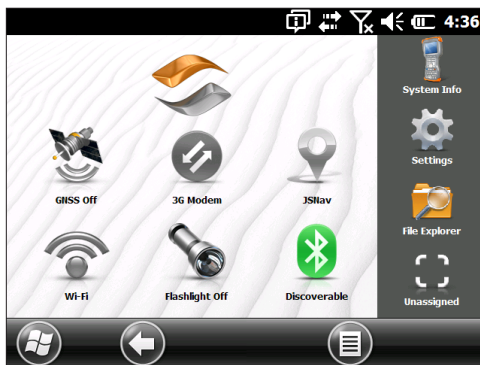 4:36
System Info
GNSS Off
3G Modem
JSNav
Settings
File Explorer
Wi-Fi
Flashlight Off
Discoverable
Unassigned